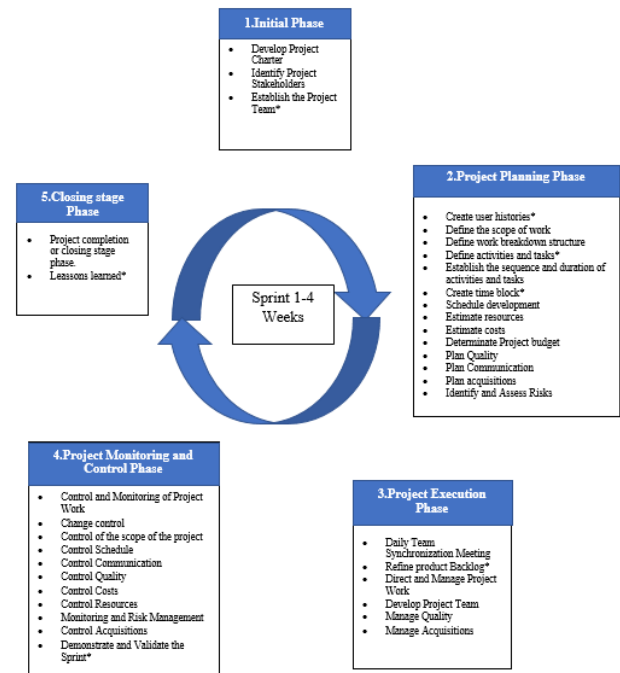 1.Initial Phase
• Develop Project
Charter
• Identify Project
Stakeholders
• Establish the Project
Team*
2.Project Planning Phase
• Create user histories*
• Define the scope of work
• Define work breakdown structure
• Define activities and tasks*
• Establish the sequence and duration of
activities and tasks
• Create time block*
• Schedule development
• Estimate resources
• Estimate costs
• Determinate Project budget
• Plan Quality
• Plan Communication
• Plan acquisitions
• Identify and Assess Risks
3.Project Execution
Phase
• Daily Team
Synchronization Meeting
• Refine product Backlog*
• Direct and Manage Project
Work
• Develop Project Team
• Manage Quality
• Manage Acquisitions
4.Project Monitoring and
Control Phase
• Control and Monitoring of Project
Work
• Change control
• Control of the scope of the project
• Control Schedule
• Control Communication
• Control Quality
• Control Costs
• Control Resources
• Monitoring and Risk Management
• Control Acquisitions
• Demonstrate and Validate the
Sprint*
5.Closing stage
Phase
• Project completion
or closing stage
phase.
• Leassons learned*
Sprint 1-4
Weeks